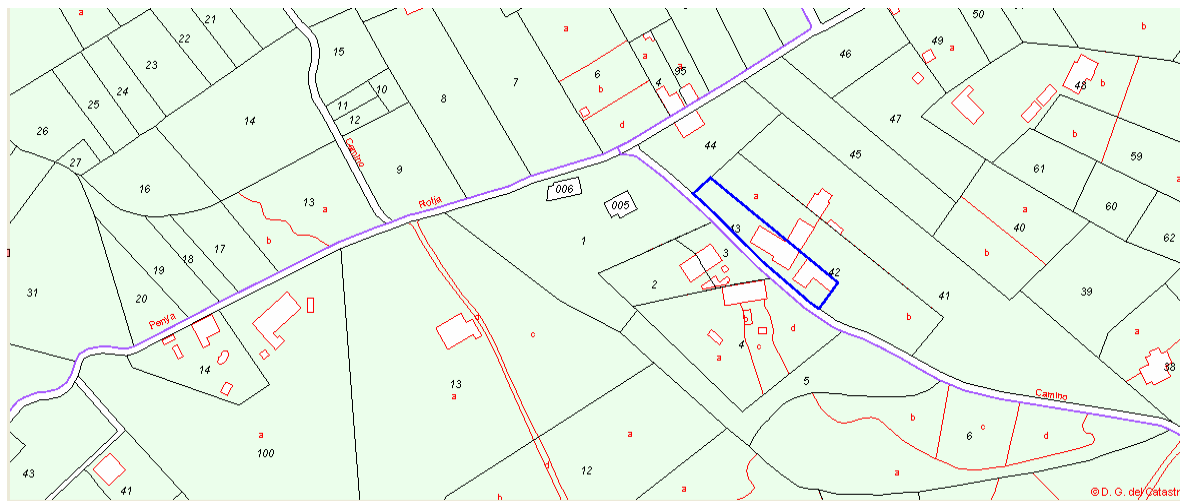 a
21
22
23
24
25
26
27
14
16
13
a
b
17
18
19
20
31
15
11
10
12
Camino
9
8
7
6
a
b
d
4
a
a
95
46
47
49
a
50
b
48
b
b
59
61
60
62
a
40
b
39
a
38
44
45
a
43
42
41
b
006
005
1
2
3
Rotja
Penya
14
13
a
c
g
g
b
4
a
c
d
5
Camino
b
c
6
d
a
a
100
12
a
b
a
43
41
© D. G. del Catastr